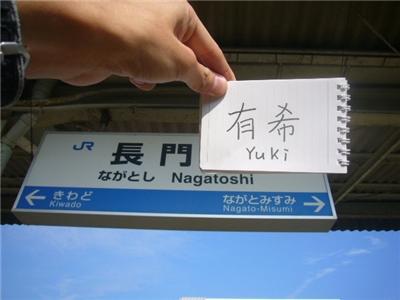 有希
Yuki
JR 長門
ながとし Nagatoshi
きわど ながとみすみ
Kiwado Nagato-Misumi